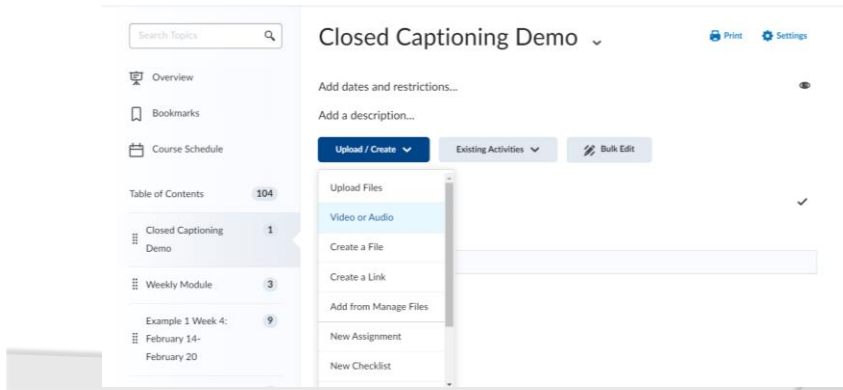 Search Topics
Overview
Bookmarks
Course Schedule
Table of Contents 104
Closed Captioning 1
Demo
Weekly Module 3
Example 1 Week 4: 9
February 14-
February 20
Closed Captioning Demo
Print Settings
Add dates and restrictions...
Add a description...
Upload / Create Existing Activities Bulk Edit
Upload Files
Video or Audio
Create a File
Create a Link
Add from Manage Files
New Assignment
New Checklist